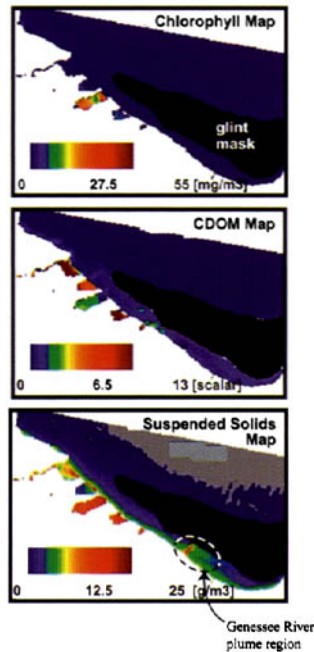 Chlorophyll Map
glint
mask
0 27.5 55 [mg/m3]
CDOM Map
0 6.5 13 [scalar]
Suspended Solids
Map
0 12.5 25 [g/m3]
Genessee River
plume region